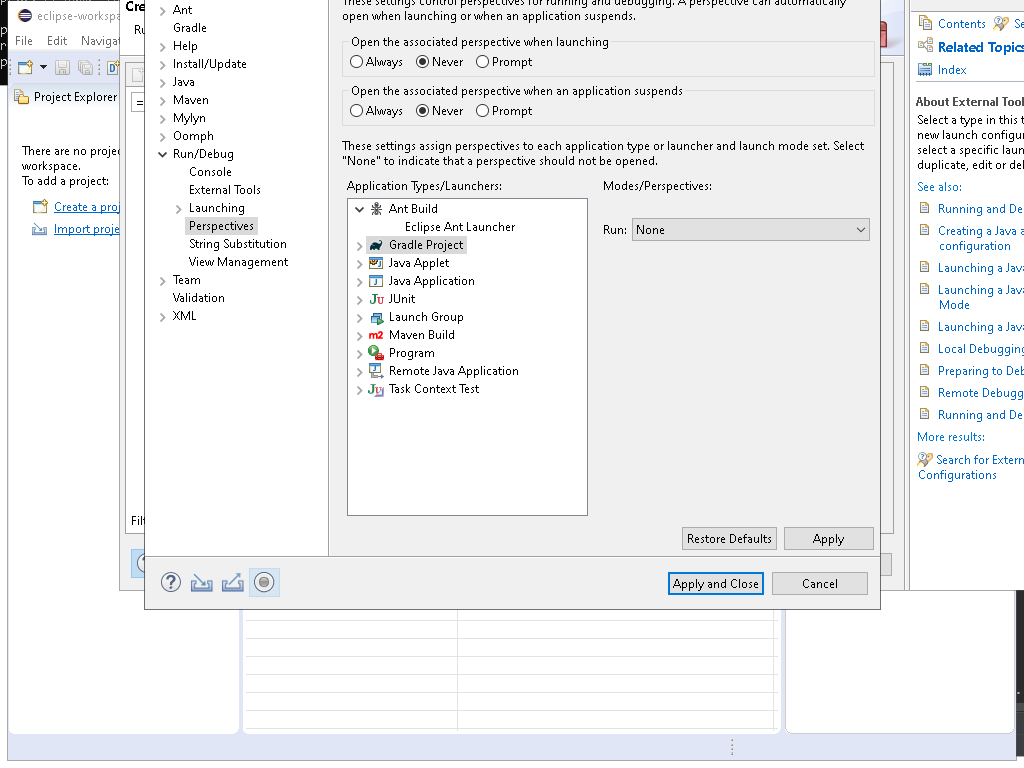 These settings control perspectives for running and debugging. A perspective can automatically
open when launching or when an application suspends.
eclipse-workspa
Cre
Ru
File Edit Navigat
Project Explorer
There are no proje
workspace.
To add a project:
Create a proj
Import proje
Filt
Ant
Gradle
Help
Install/Update
Java
Maven
Mylyn
Oomph
Run/Debug
Console
External Tools
Launching
Perspectives
String Substitution
View Management
Team
Validation
XML
Open the associated perspective when launching
Always Never Prompt
Open the associated perspective when an application suspends
Always Never Prompt
These settings assign perspectives to each application type or launcher and launch mode set. Select
"None" to indicate that a perspective should not be opened.
Application Types/Launchers:
Modes/Perspectives:
Ant Build
Eclipse Ant Launcher
Gradle Project
Java Applet
Java Application
JUnit
Launch Group
m2 Maven Build
Program
Remote Java Application
Task Context Test
Run: None
Restore Defaults
Apply
Apply and Close
Cancel
Contents
Se
Related Topics
Index
About External Tool
Select a type in this t
new launch configur
select a specific laun
duplicate, edit or del
See also:
Running and De
Creating a Java a
configuration
Launching a Java
Launching a Java
Mode
Launching a Java
Local Debugging
Preparing to Deb
Remote Debugg
Running and De
More results:
Search for Extern
Configurations